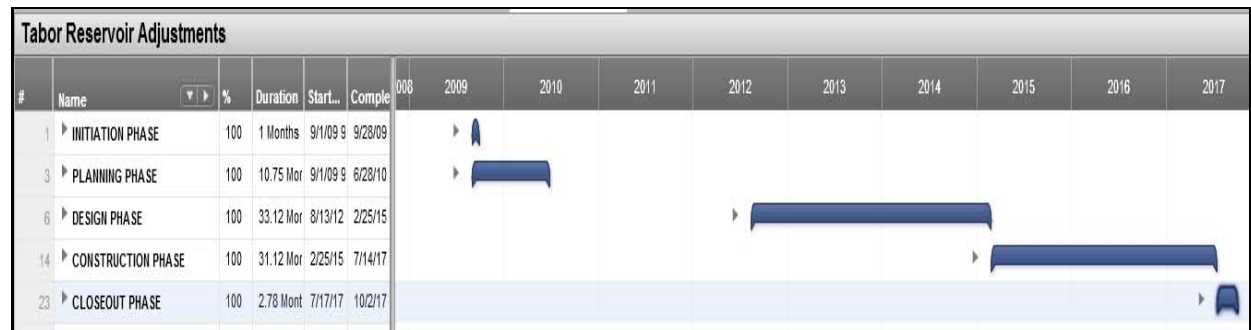 Tabor Reservoir Adjustments
# Name % Duration Start... Comple 008 2009 2010 2011 2012 2013 2014 2015 2016 2017
1 INITIATION PHASE 100 1 Months 9/1/09 9 9/28/09
3 PLANNING PHASE 100 10.75 Mor 9/1/09 9 6/28/10
6 DESIGN PHASE 100 33.12 Mor 8/13/12 2/25/15
14 CONSTRUCTION PHASE 100 31.12 Mor 2/25/15 7/14/17
23 CLOSEOUT PHASE 100 2.78 Mont 7/17/17 10/2/17